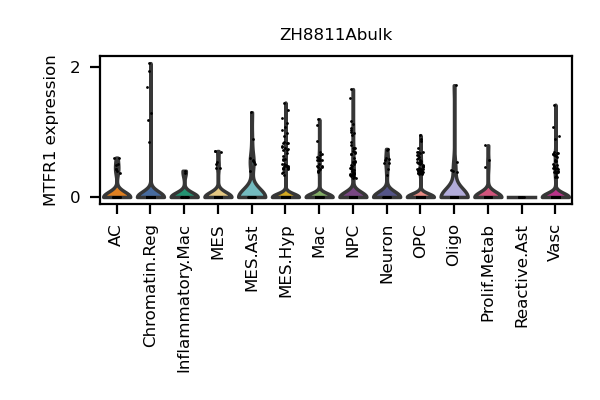 ZH8811Abulk
MTFR1 expression
2
0
AC
Chromatin.Reg
Inflammatory.Mac
MES
MES.Ast
MES.Hyp
Mac
NPC
Neuron
OPC
Oligo
Prolif.Metab
Reactive.Ast
Vasc